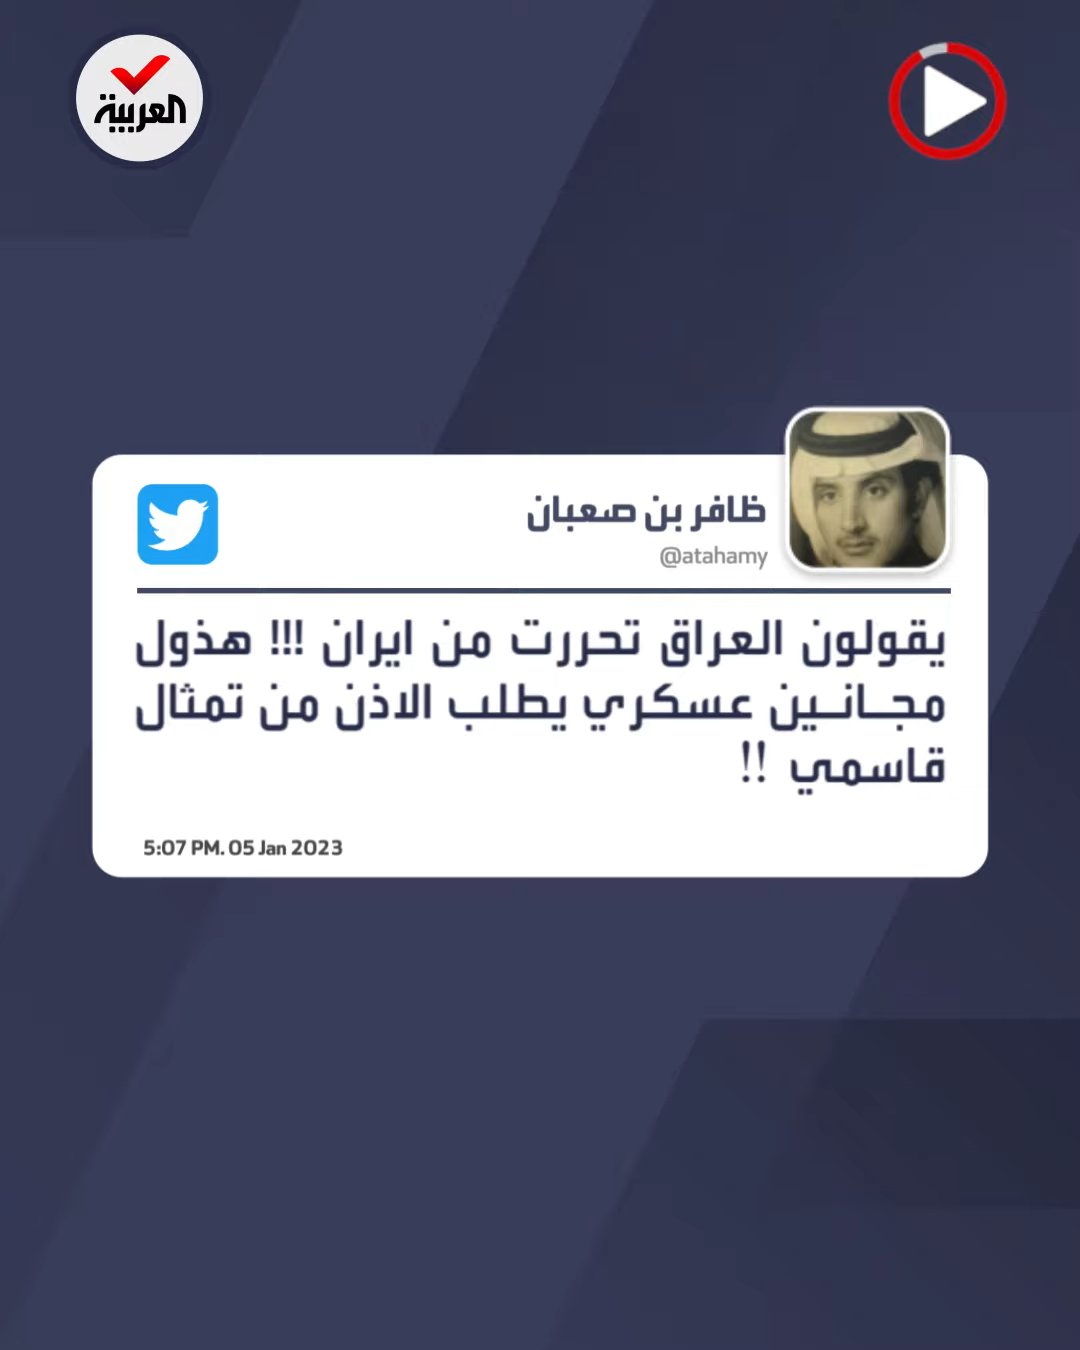 العربية
ظافر بن صعبان
@atahamy
يقولون العراق تحررت من ايران !!! هذول
مجانين عسكري يطلب الاذن من تمثال
قاسمي !!
5:07 PM. 05 Jan 2023